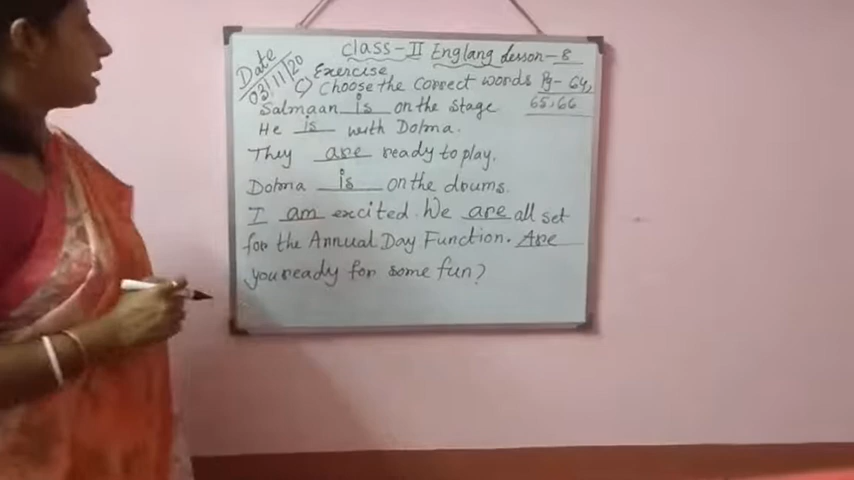 Class-II Englang Lesson-8
Date 03/11/20
Exercise
C) Choose the Correct words Pg-64,
65,66
Salmaan is on the stage
He is with Dolma.
They are ready to play.
Dolma is on the drums.
I am excited. We are all set
for the Annual Day Function. Are
you ready for some fun?